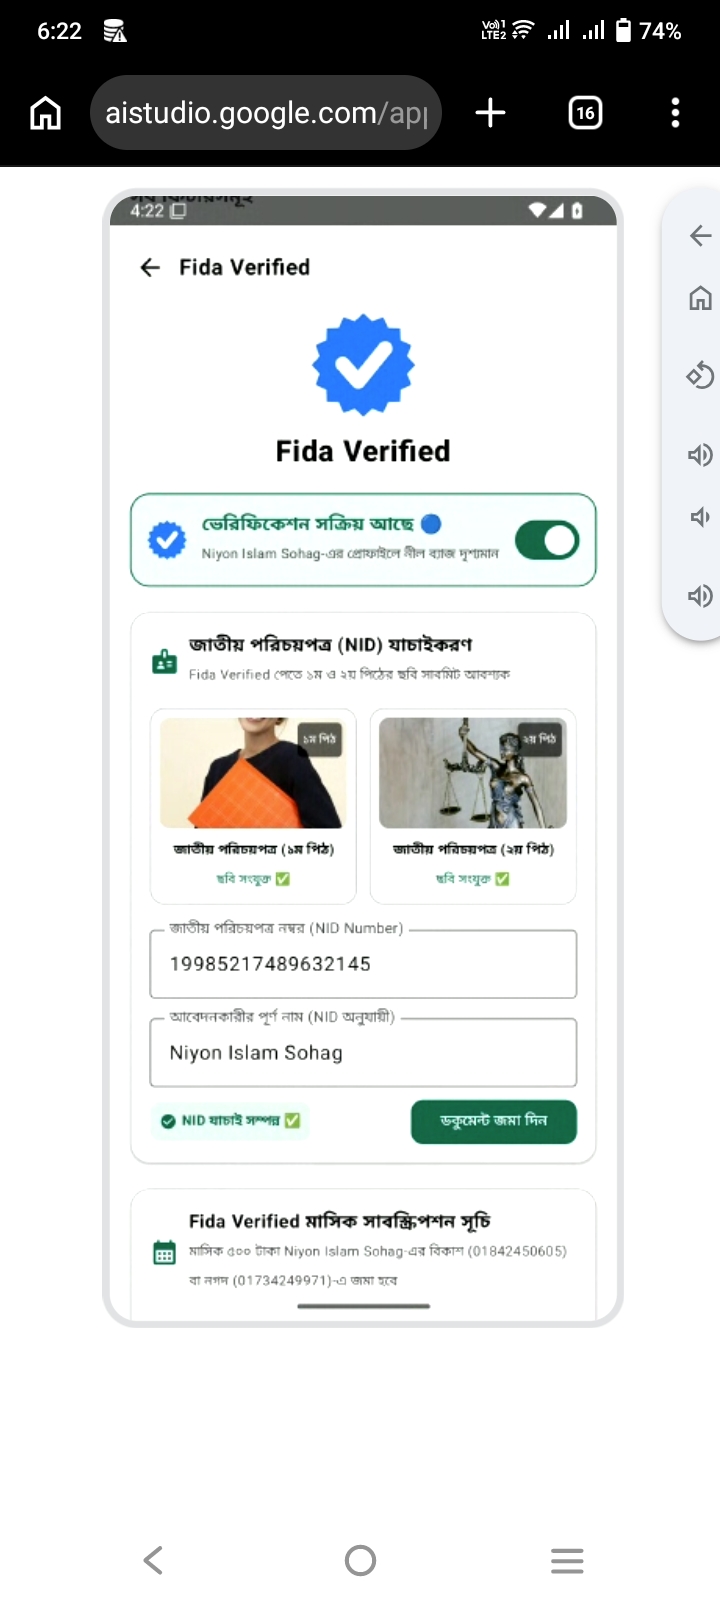 6:22
Vo) 1
LTE2
74%
aistudio.google.com/app
16
4:22
Fida Verified
Fida Verified
ভেরিফিকেশন সক্রিয় আছে
Niyon Islam Sohag-এর প্রোফাইলে নীল ব্যাজ দৃশ্যমান
জাতীয় পরিচয়পত্র (NID) যাচাইকরণ
Fida Verified পেতে ১ম ও ২য় পিঠের ছবি সাবমিট আবশ্যক
১ম পিঠ
২য় পিঠ
জাতীয় পরিচয়পত্র (১ম পিঠ)
জাতীয় পরিচয়পত্র (২য় পিঠ)
ছবি সংযুক্ত ✅
ছবি সংযুক্ত ✅
জাতীয় পরিচয়পত্র নম্বর (NID Number)
19985217489632145
আবেদনকারীর পূর্ণ নাম (NID অনুযায়ী)
Niyon Islam Sohag
NID যাচাই সম্পন্ন ✅
ডকুমেন্ট জমা দিন
Fida Verified মাসিক সাবস্ক্রিপশন সূচি
মাসিক ৫০০ টাকা Niyon Islam Sohag-এর বিকাশ (01842450605)
বা নগদ (01734249971)-এ জমা হবে